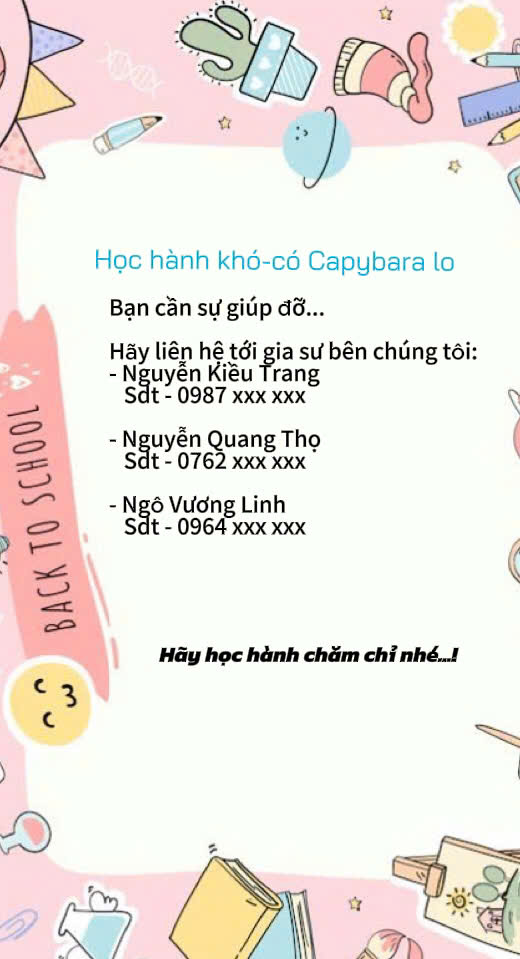 Học hành khó-có Capybara lo
Bạn cần sự giúp đỡ...
Hãy liên hệ tới gia sư bên chúng tôi:
- Nguyễn Kiều Trang
Sdt - 0987 xxx xxx
- Nguyễn Quang Thọ
Sdt - 0762 xxx xxx
- Ngô Vương Linh
Sdt - 0964 xxx xxx
BACK TO SCHOOL
Hãy học hành chăm chỉ nhé...!